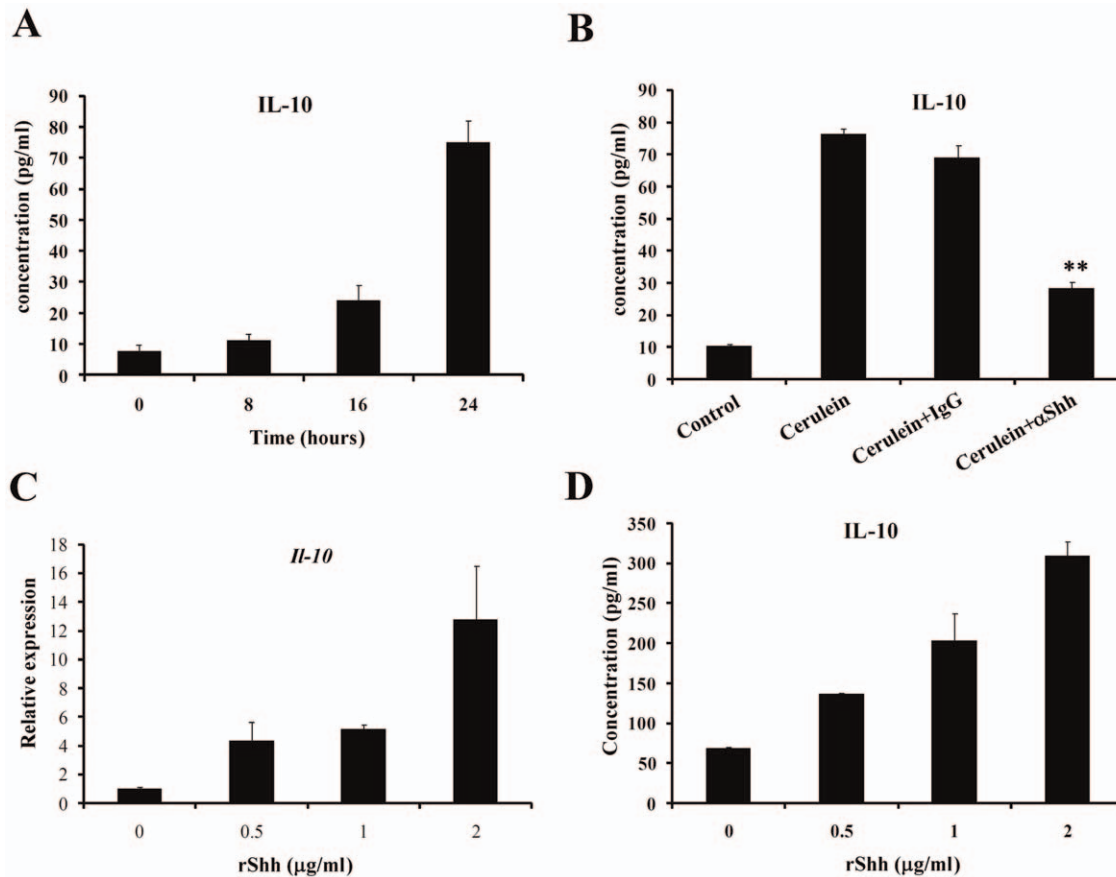 A
IL-10
concentration (pg/ml)
90
80
70
60
50
40
30
20
10
0
0 8 16 24
Time (hours)
B
IL-10
concentration (pg/ml)
90
80
70
60
50
40
30
20
10
0
**
Control Cerulein Cerulein+IgG Cerulein+αShh
C
Il-10
Relative expression
18
16
14
12
10
8
6
4
2
0
0 0.5 1 2
rShh (μg/ml)
D
IL-10
Concentration (pg/ml)
350
300
250
200
150
100
50
0
0 0.5 1 2
rShh (μg/ml)